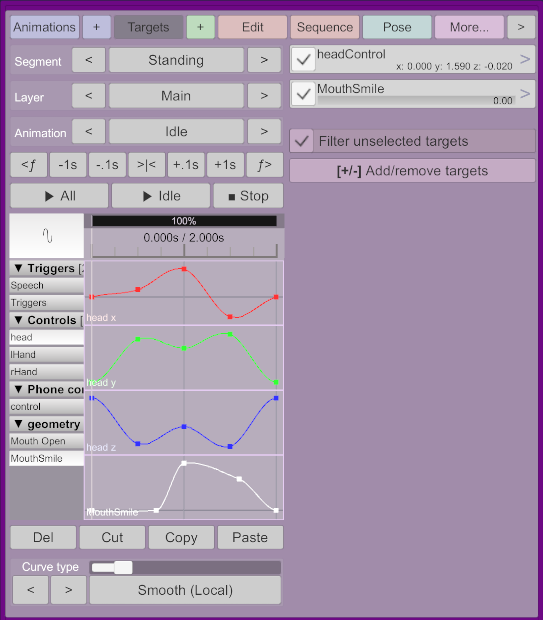 Animations + Targets + Edit Sequence Pose More... >
Segment < Standing >
headControl >
x: 0.000 y: 1.590 z: -0.020
Layer < Main >
MouthSmile >
0.00
Animation < Idle >
Filter unselected targets
<ƒ -1s -.1s >|< +.1s +1s ƒ>
[+/-] Add/remove targets
▶ All ▶ Idle ■ Stop
100%
0.000s / 2.000s
▼ Triggers [
Speech
Triggers
head x
▼ Controls [
head
lHand
rHand
head y
▼ Phone co
control
▼ geometry
Mouth Open
head z
MouthSmile
MouthSmile
Del Cut Copy Paste
Curve type
< > Smooth (Local)